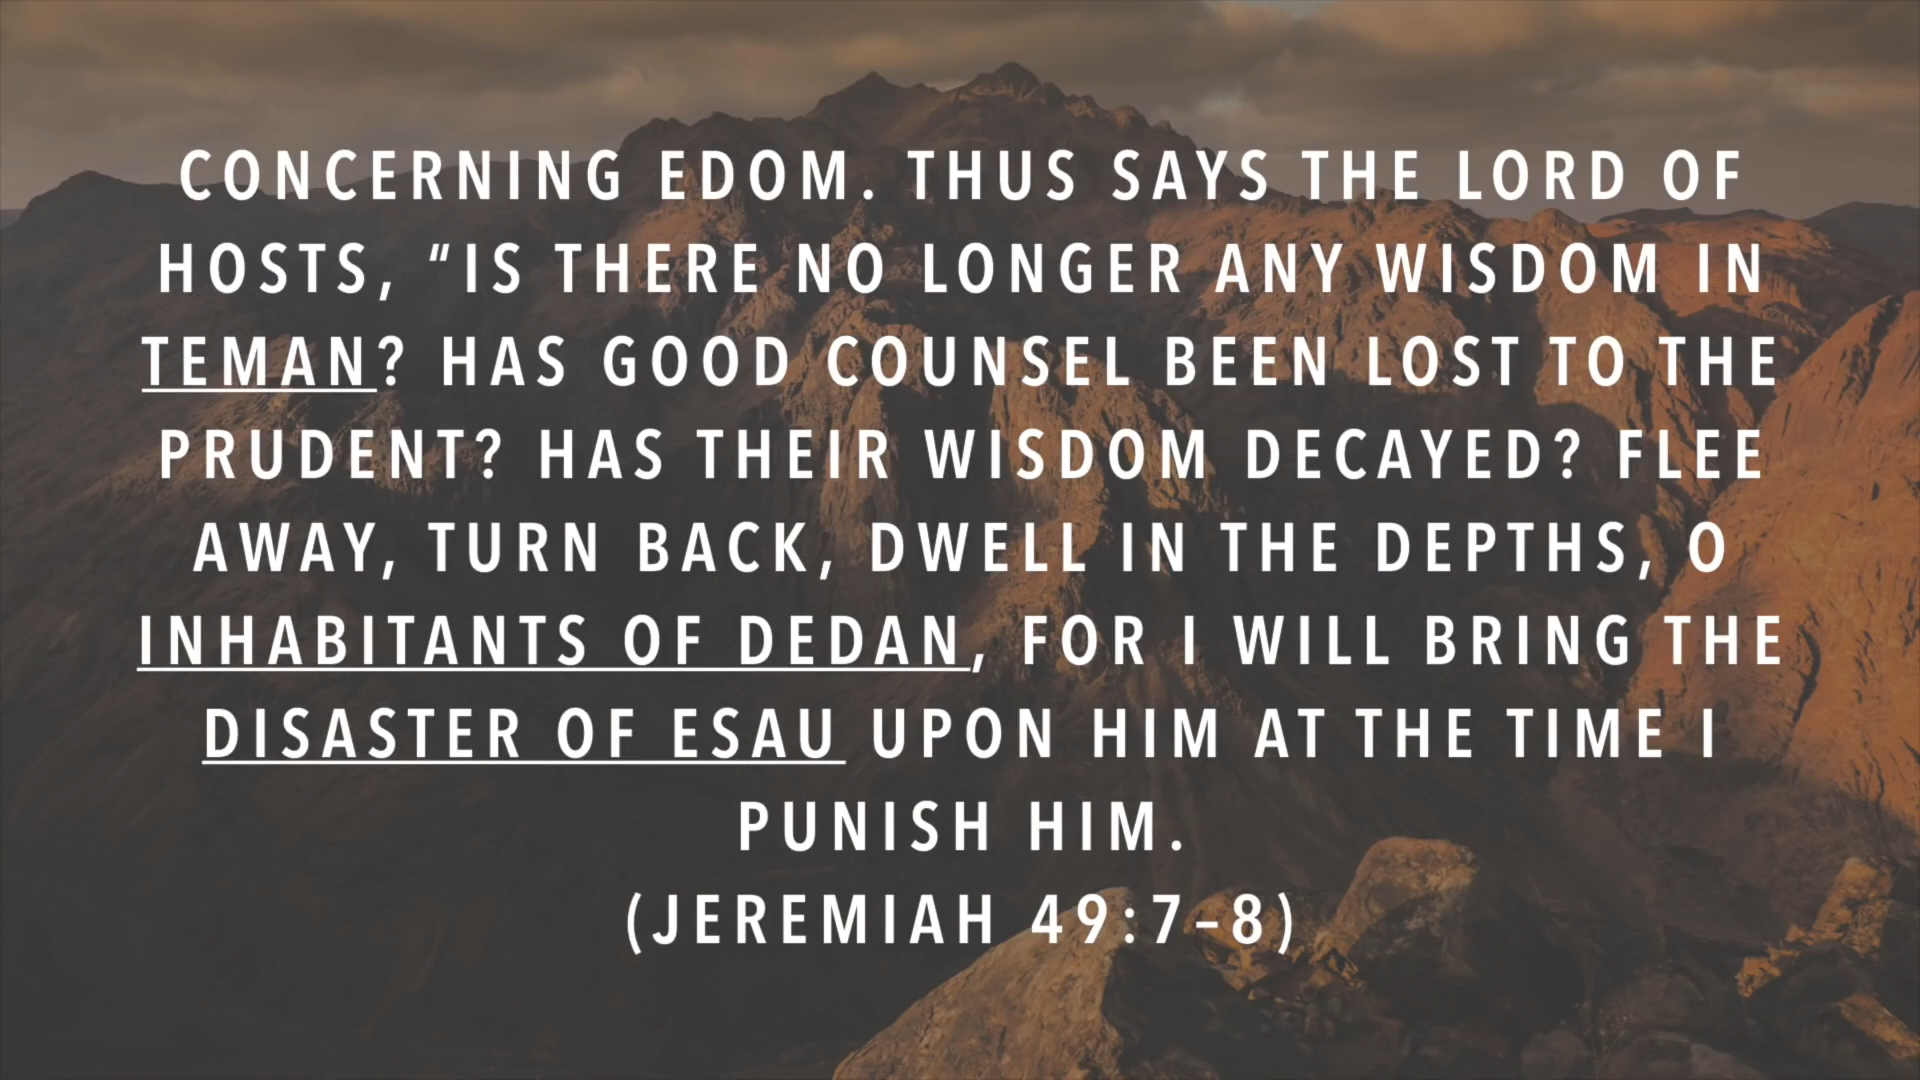 CONCERNING EDOM. THUS SAYS THE LORD OF
HOSTS, “IS THERE NO LONGER ANY WISDOM IN
TEMAN? HAS GOOD COUNSEL BEEN LOST TO THE
PRUDENT? HAS THEIR WISDOM DECAYED? FLEE
AWAY, TURN BACK, DWELL IN THE DEPTHS, O
INHABITANTS OF DEDAN, FOR I WILL BRING THE
DISASTER OF ESAU UPON HIM AT THE TIME I
PUNISH HIM.
(JEREMIAH 49:7–8)